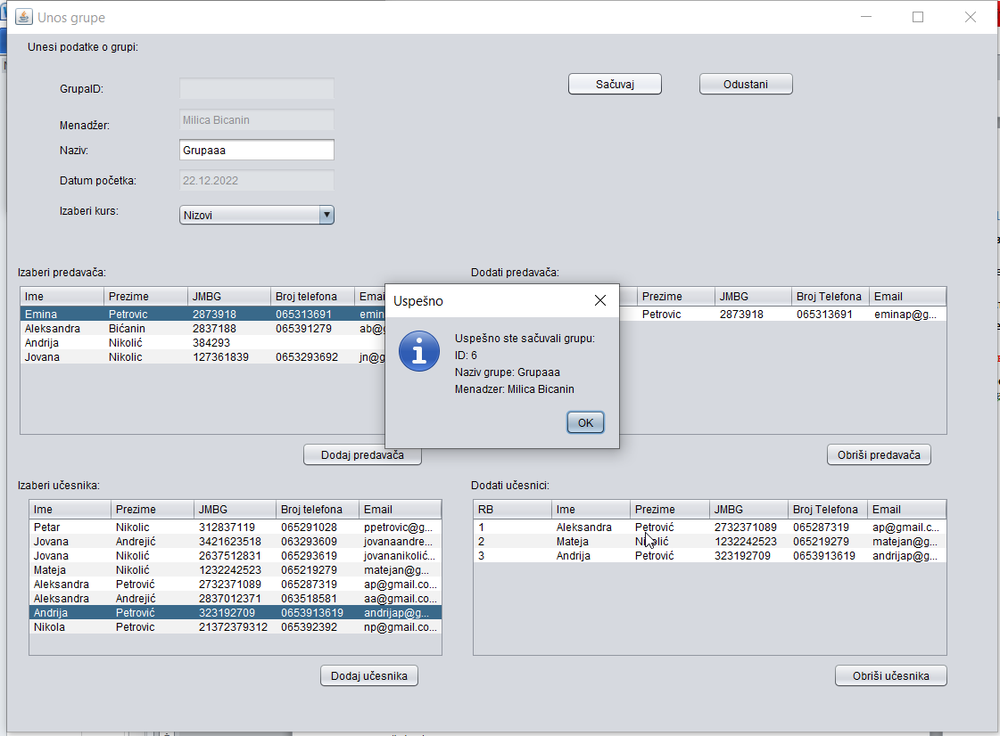 Unos grupe
Unesi podatke o grupi:
GrupaID:
Sačuvaj Odustani
Menadžer: Milica Bicanin
Naziv: Grupaaa
Datum početka: 22.12.2022
Izaberi kurs: Nizovi
Izaberi predavača: Dodati predavača:
Ime Prezime JMBG Broj telefona Emai
Emina Petrovic 2873918 065313691 emin
Aleksandra Bićanin 2837188 065391279 ab@g
Andrija Nikolić 384293
Jovana Nikolic 127361839 0653293692 jn@g
Prezime JMBG Broj Telefona Email
Petrovic 2873918 065313691 eminap@g...
Uspešno
Uspešno ste sačuvali grupu:
ID: 6
Naziv grupe: Grupaaa
Menadzer: Milica Bicanin
OK
Dodaj predavača Obriši predavača
Izaberi učesnika: Dodati učesnici:
Ime Prezime JMBG Broj telefona Email
Petar Nikolic 312837119 065291028 ppetrovic@g...
Jovana Andrejić 3421623518 063293609 jovanaandre...
Jovana Nikolic 2637512831 065293619 jovananikolić...
Mateja Nikolić 1232242523 065219279 matejan@g...
Aleksandra Petrović 2732371089 065287319 ap@gmail.co...
Aleksandra Andrejić 2837012371 063518581 aa@gmail.co...
Andrija Petrović 323192709 0653913619 andrijap@g...
Nikola Petrovic 21372379312 065392392 np@gmail.co...
RB Ime Prezime JMBG Broj Telefona Email
1 Aleksandra Petrović 2732371089 065287319 ap@gmail.c...
2 Mateja Nikolić 1232242523 065219279 matejan@g...
3 Andrija Petrović 323192709 0653913619 andrijap@g...
Dodaj učesnika Obriši učesnika